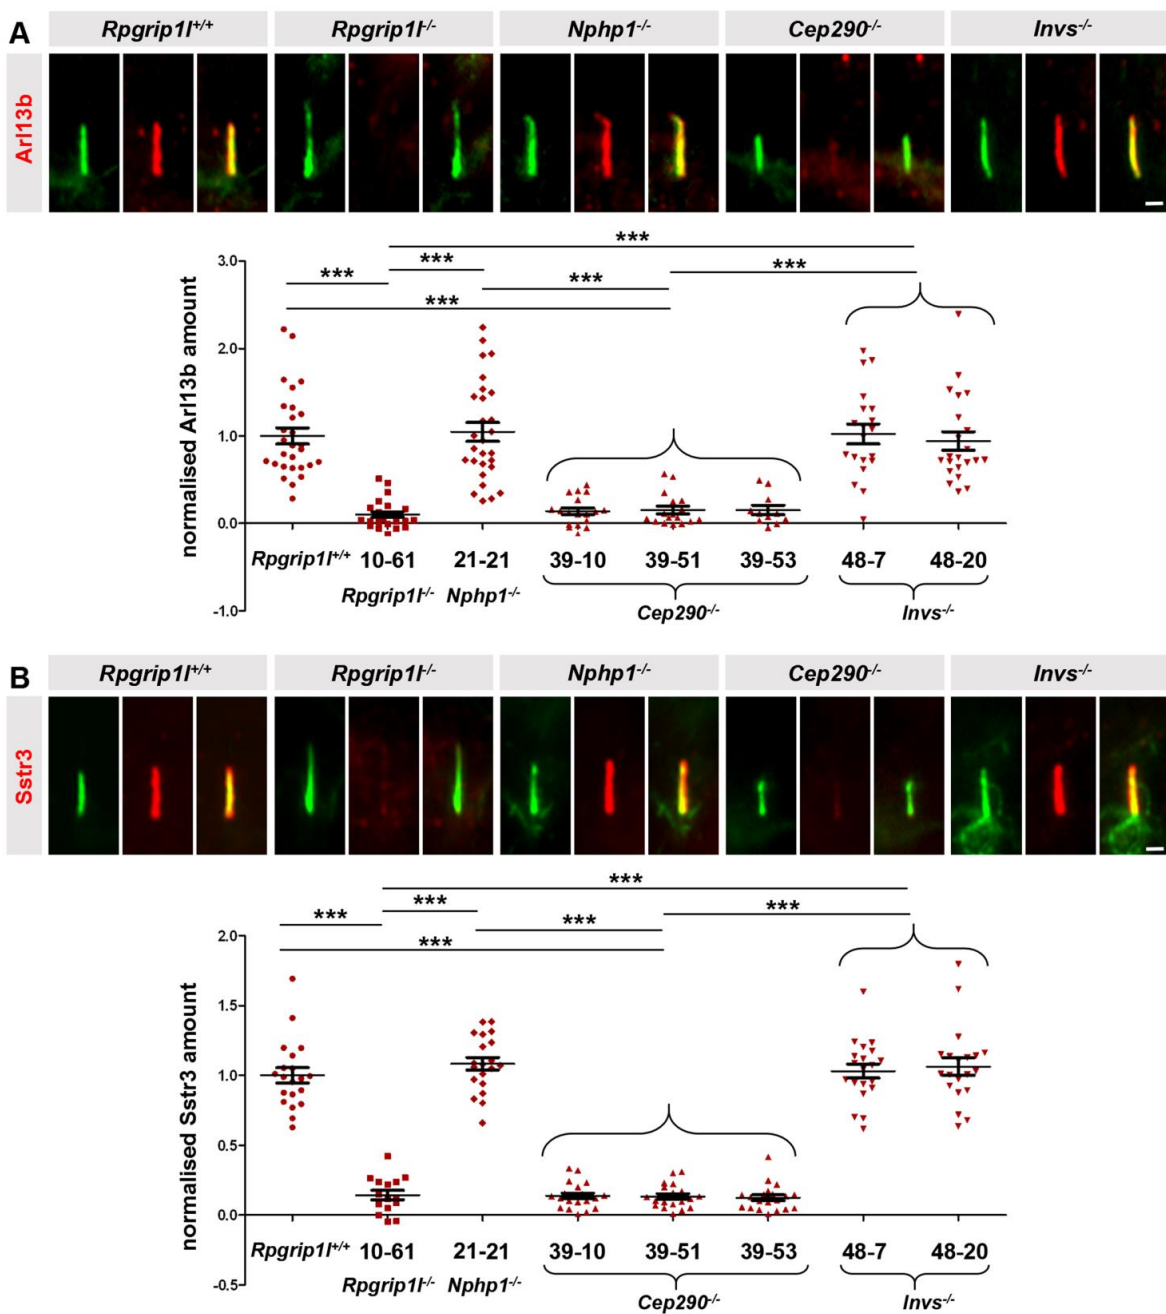 A
Rpgrip1l+/+ Rpgrip1l-/- Nphp1-/- Cep290-/- Invs-/-
Arl13b
***
*** *** *** ***
***
normalised Arl13b amount
3.0
2.0
1.0
0.0
-1.0
Rpgrip1l+/+ 10-61 21-21 39-10 39-51 39-53 48-7 48-20
Rpgrip1l-/- Nphp1-/- Cep290-/- Invs-/-
B
Rpgrip1l+/+ Rpgrip1l-/- Nphp1-/- Cep290-/- Invs-/-
Sstr3
***
*** *** *** ***
***
normalised Sstr3 amount
2.0
1.5
1.0
0.5
0.0
-0.5
Rpgrip1l+/+ 10-61 21-21 39-10 39-51 39-53 48-7 48-20
Rpgrip1l-/- Nphp1-/- Cep290-/- Invs-/-